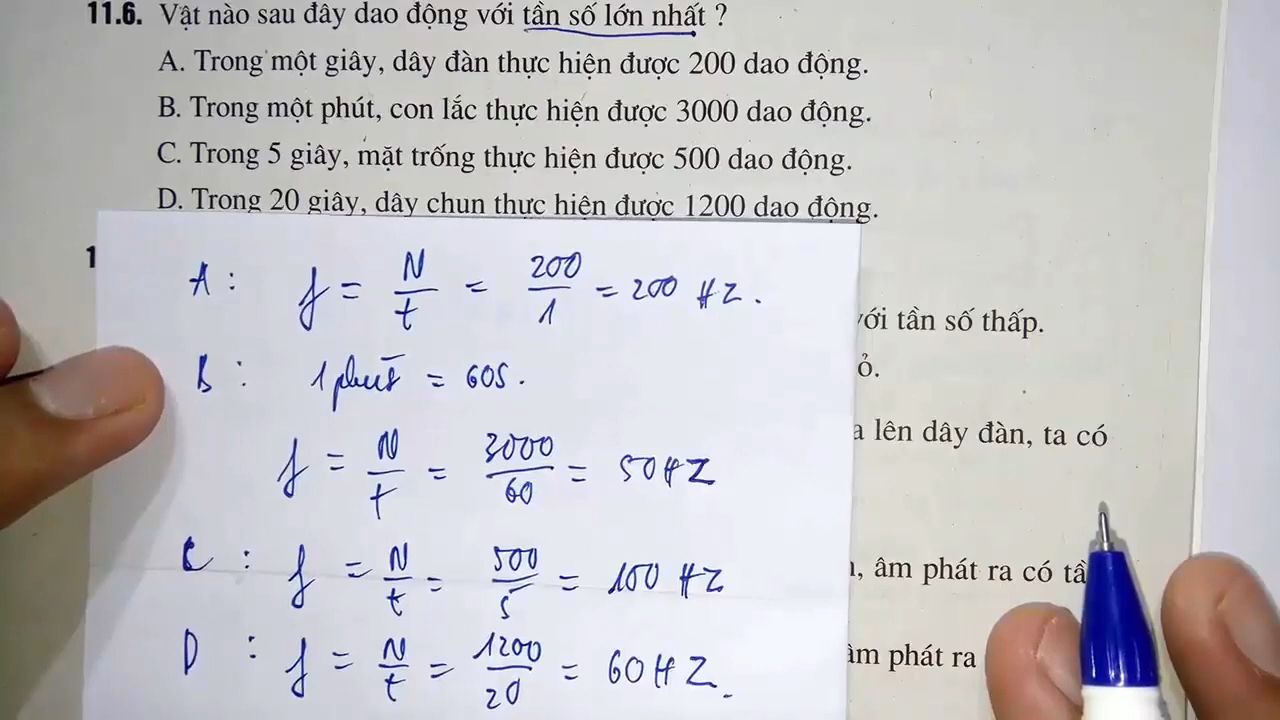 11.6. Vật nào sau đây dao động với tần số lớn nhất ?
A. Trong một giây, dây đàn thực hiện được 200 dao động.
B. Trong một phút, con lắc thực hiện được 3000 dao động.
C. Trong 5 giây, mặt trống thực hiện được 500 dao động.
D. Trong 20 giây, dây chun thực hiện được 1200 dao động.
1
A : f = N/t = 200/1 = 200 HZ.
với tần số thấp.
B : 1 phút = 60s.
ỏ.
a lên dây đàn, ta có
f = N/t = 3000/60 = 50HZ
C : f = N/t = 500/5 = 100 HZ
, âm phát ra có tầ
D : f = N/t = 1200/20 = 60HZ.
âm phát ra